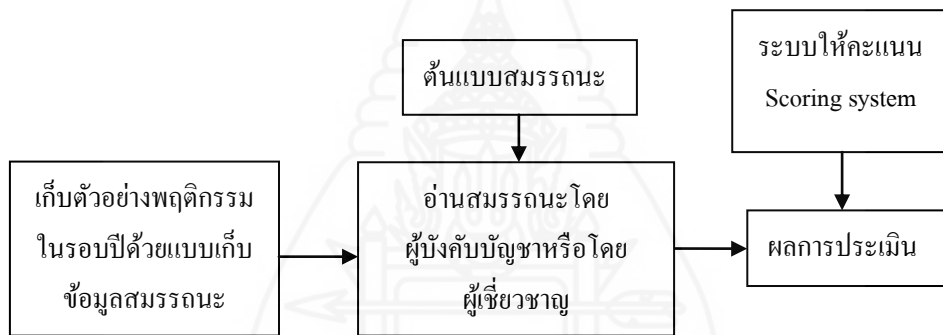 ต้นแบบสมรรถนะ
ระบบให้คะแนน
Scoring system
เก็บตัวอย่างพฤติกรรม
ในรอบปีด้วยแบบเก็บ
ข้อมูลสมรรถนะ
อ่านสมรรถนะโดย
ผู้บังคับบัญชาหรือโดย
ผู้เชี่ยวชาญ
ผลการประเมิน